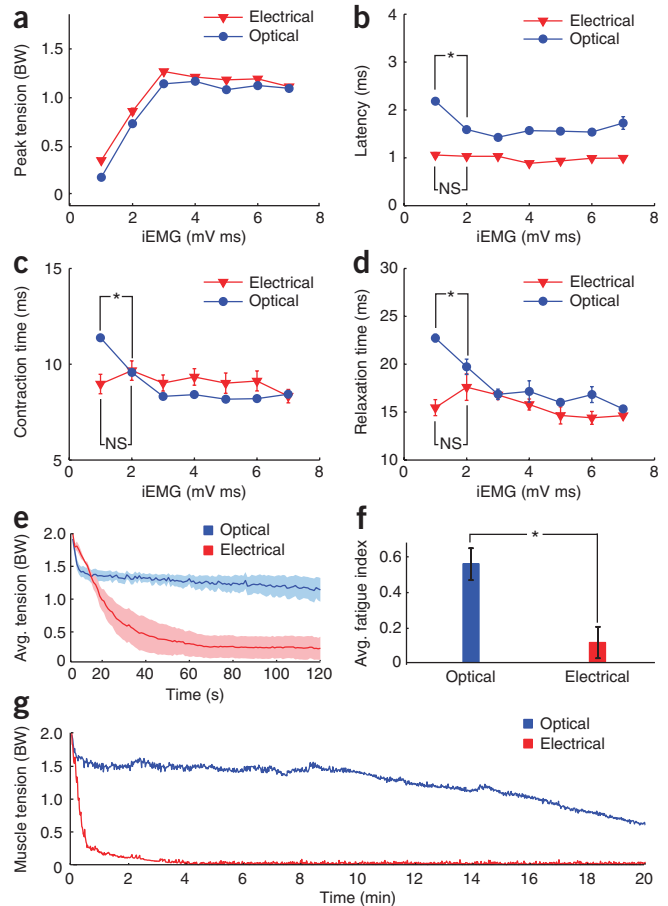 a
Electrical
Optical
Peak tension (BW)
1.5
1.0
0.5
0
0 2 4 6 8
iEMG (mV ms)
b
Electrical
Optical
Latency (ms)
4
3
2
1
0
*
NS
0 2 4 6 8
iEMG (mV ms)
c
Electrical
Optical
Contraction time (ms)
15
10
5
*
NS
0 2 4 6 8
iEMG (mV ms)
d
Electrical
Optical
Relaxation time (ms)
30
25
20
15
10
*
NS
0 2 4 6 8
iEMG (mV ms)
e
Optical
Electrical
Avg. tension (BW)
2.0
1.5
1.0
0.5
0
0 20 40 60 80 100 120
Time (s)
f
*
Avg. fatigue index
0.6
0.4
0.2
0
Optical Electrical
g
Optical
Electrical
Muscle tension (BW)
2.0
1.5
1.0
0.5
0
0 2 4 6 8 10 12 14 16 18 20
Time (min)